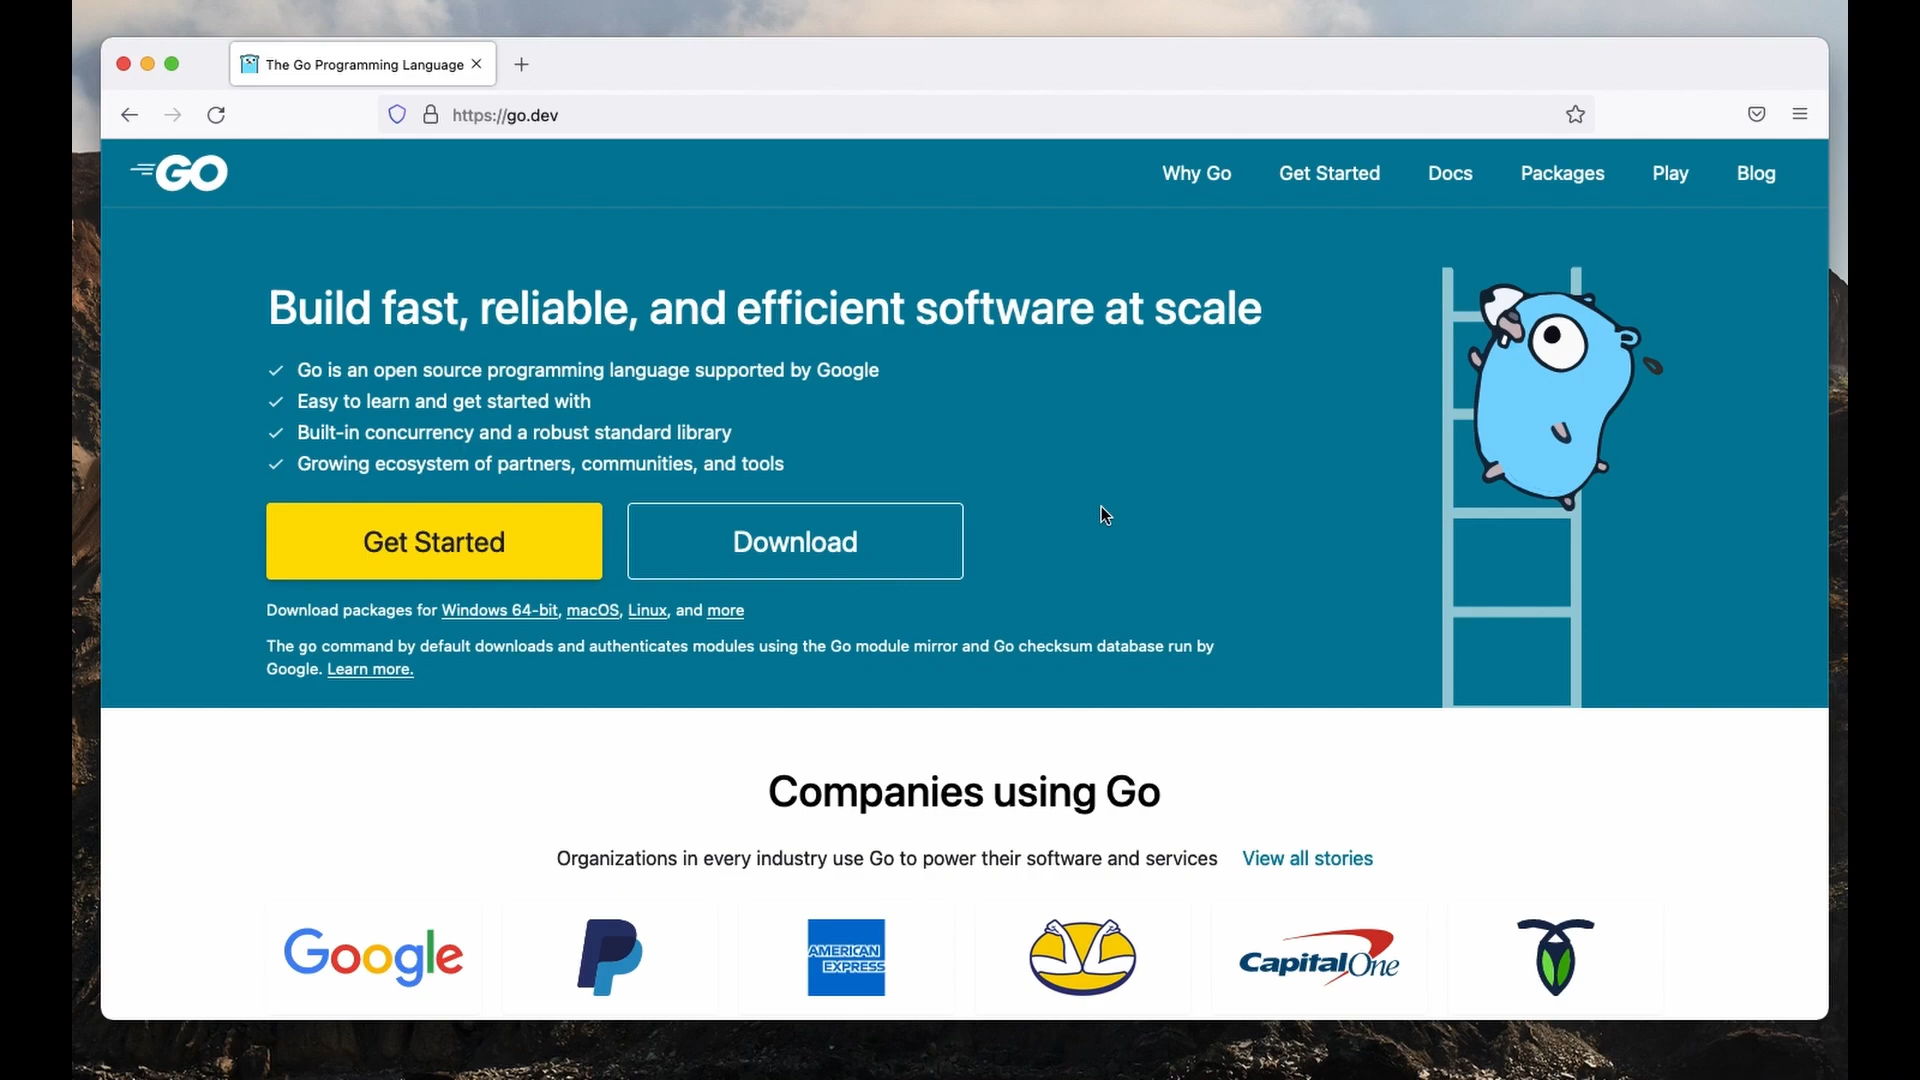 The Go Programming Language
https://go.dev
GO
Why Go
Get Started
Docs
Packages
Play
Blog
Build fast, reliable, and efficient software at scale
Go is an open source programming language supported by Google
Easy to learn and get started with
Built-in concurrency and a robust standard library
Growing ecosystem of partners, communities, and tools
Get Started
Download
Download packages for Windows 64-bit, macOS, Linux, and more
The go command by default downloads and authenticates modules using the Go module mirror and Go checksum database run by
Google. Learn more.
Companies using Go
Organizations in every industry use Go to power their software and services View all stories
Google
AMERICAN
EXPRESS
CapitalOne